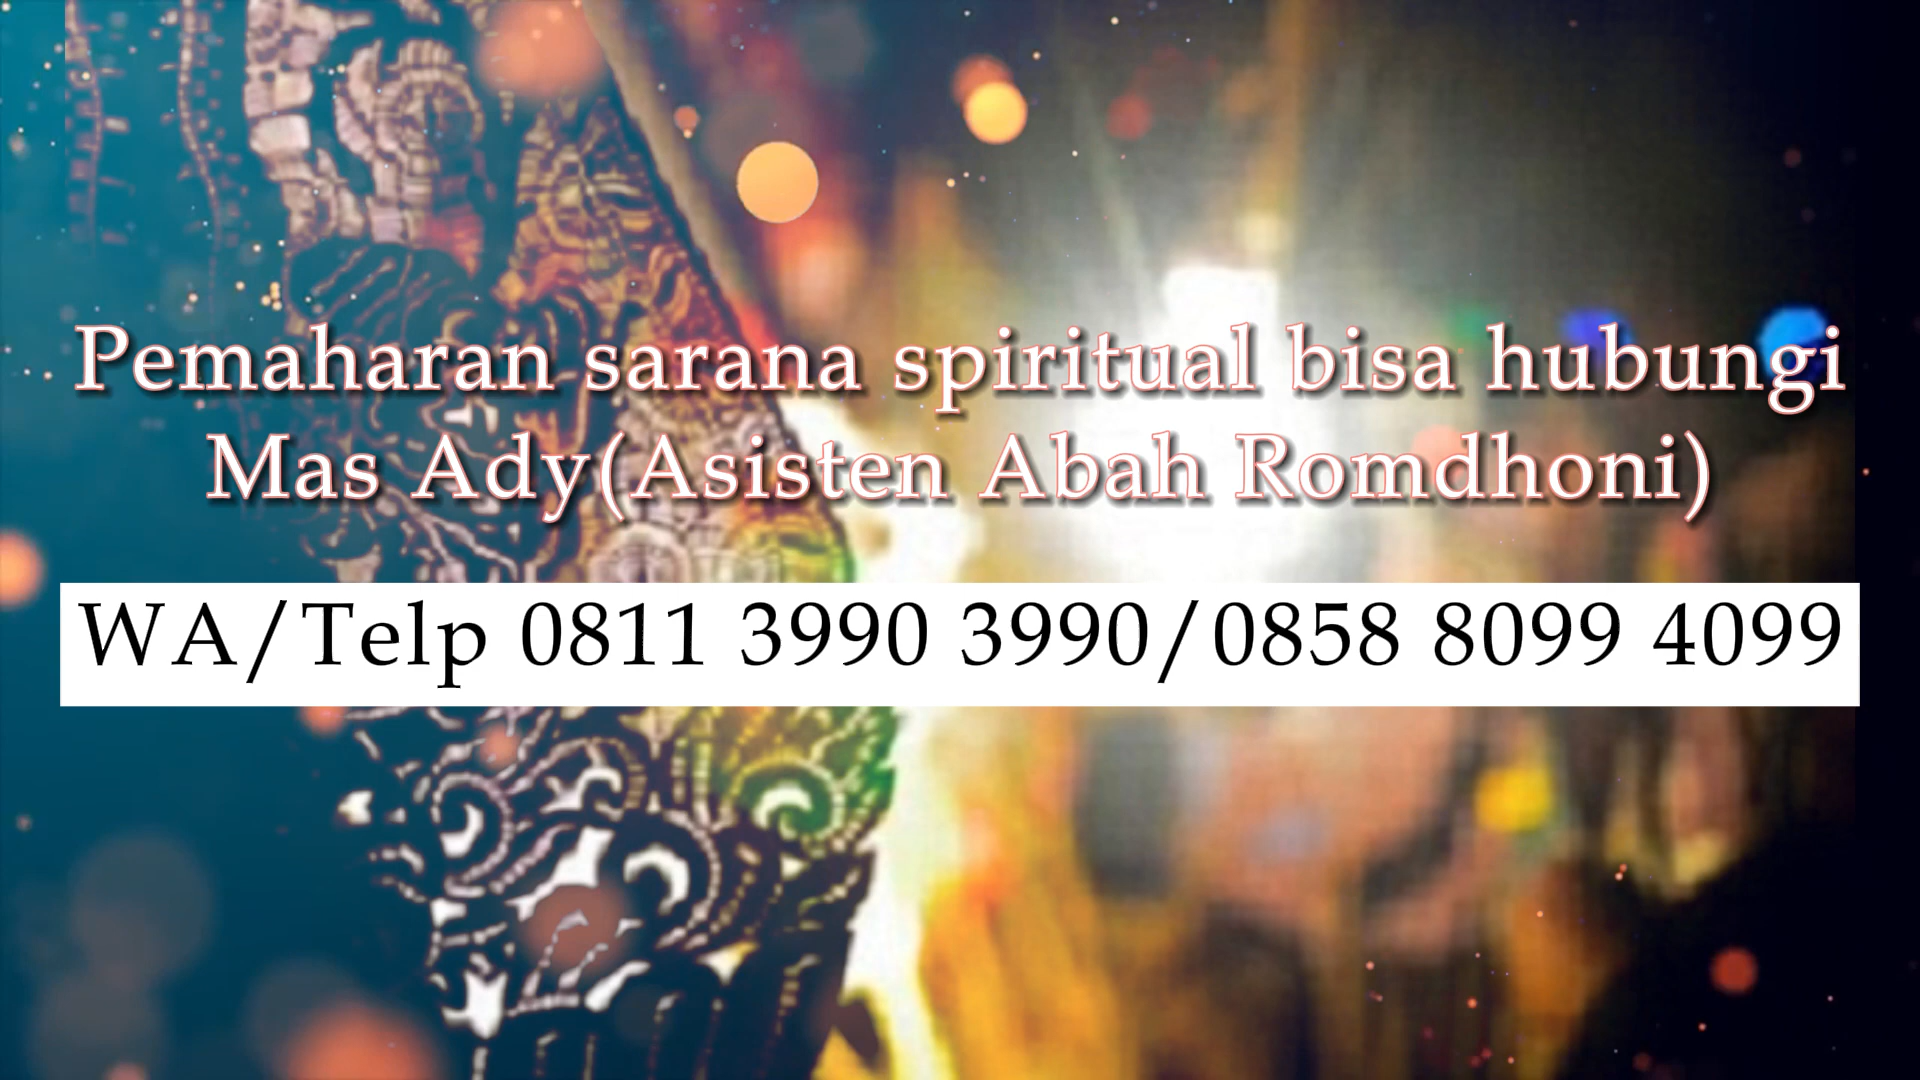 Pemaharan sarana spiritual bisa hubungi
Mas Ady(Asisten Abah Romdhoni)
WA/Telp 0811 3990 3990/0858 8099 4099